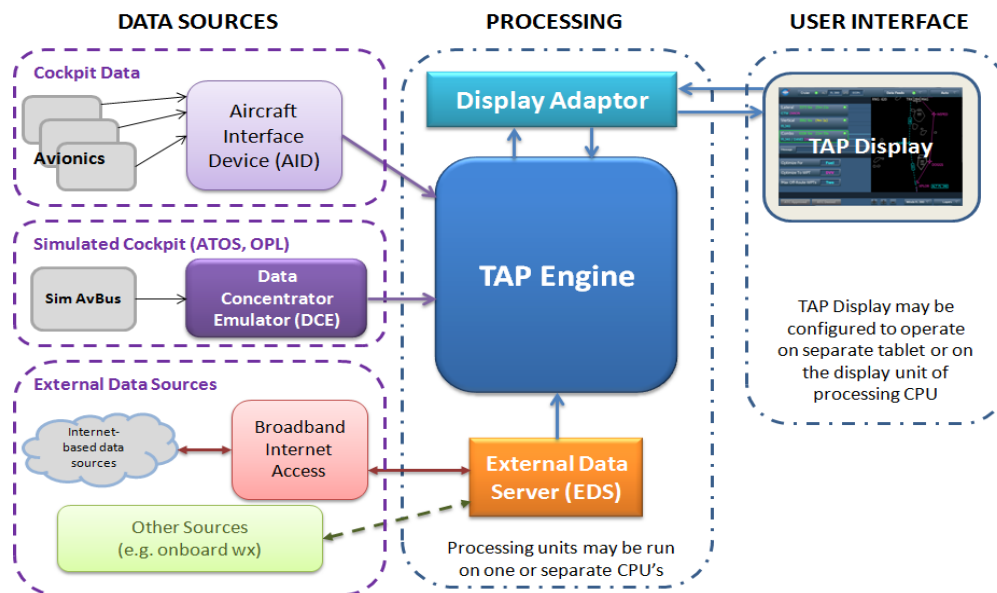 DATA SOURCES
PROCESSING
USER INTERFACE
Cockpit Data
Avionics
Aircraft
Interface
Device (AID)
Simulated Cockpit (ATOS, OPL)
Sim AvBus
Data
Concentrator
Emulator (DCE)
External Data Sources
Internet-
based data
sources
Broadband
Internet
Access
Other Sources
(e.g. onboard wx)
Display Adaptor
TAP Engine
External Data
Server (EDS)
Processing units may be run
on one or separate CPU's
TAP Display
TAP Display may be
configured to operate
on separate tablet or on
the display unit of
processing CPU